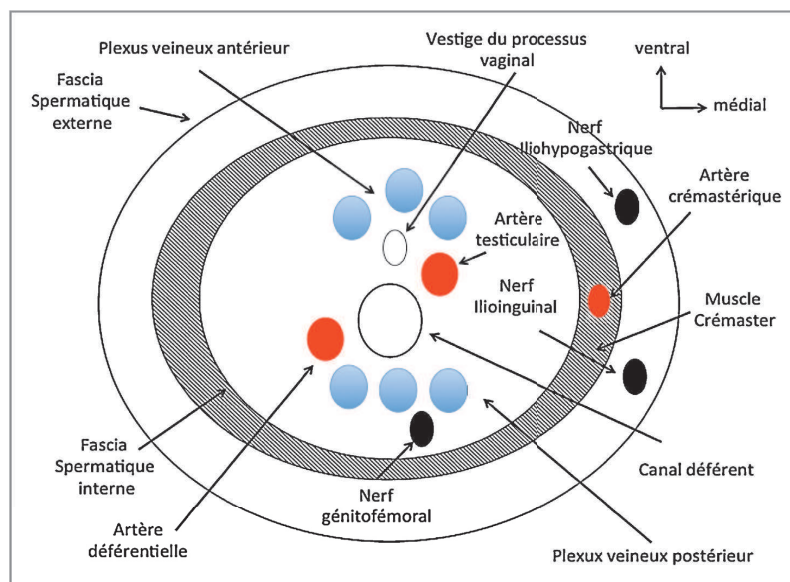 Plexus veineux antérieur
Vestige du processus
vaginal
ventral
médial
Fascia
Spermatique
externe
Nerf
Iliohypogastrique
Artère
crémastérique
Artère
testiculaire
Nerf
Ilioinguinal
Muscle
Crémaster
Fascia
Spermatique
interne
Canal déférent
Nerf
génitofémoral
Artère
déférentielle
Plexux veineux postérieur